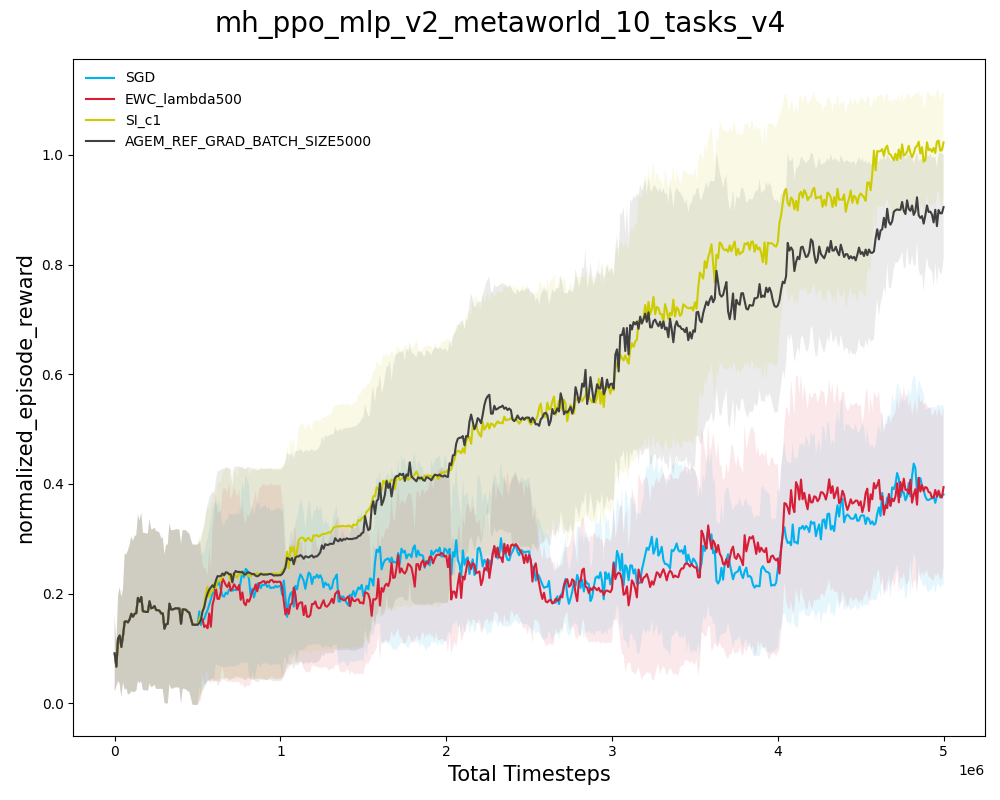 mh_ppo_mlp_v2_metaworld_10_tasks_v4
SGD
EWC_lambda500
SI_c1
AGEM_REF_GRAD_BATCH_SIZE5000
normalized_episode_reward
1.0
0.8
0.6
0.4
0.2
0.0
0 1 2 3 4 5
1e6
Total Timesteps